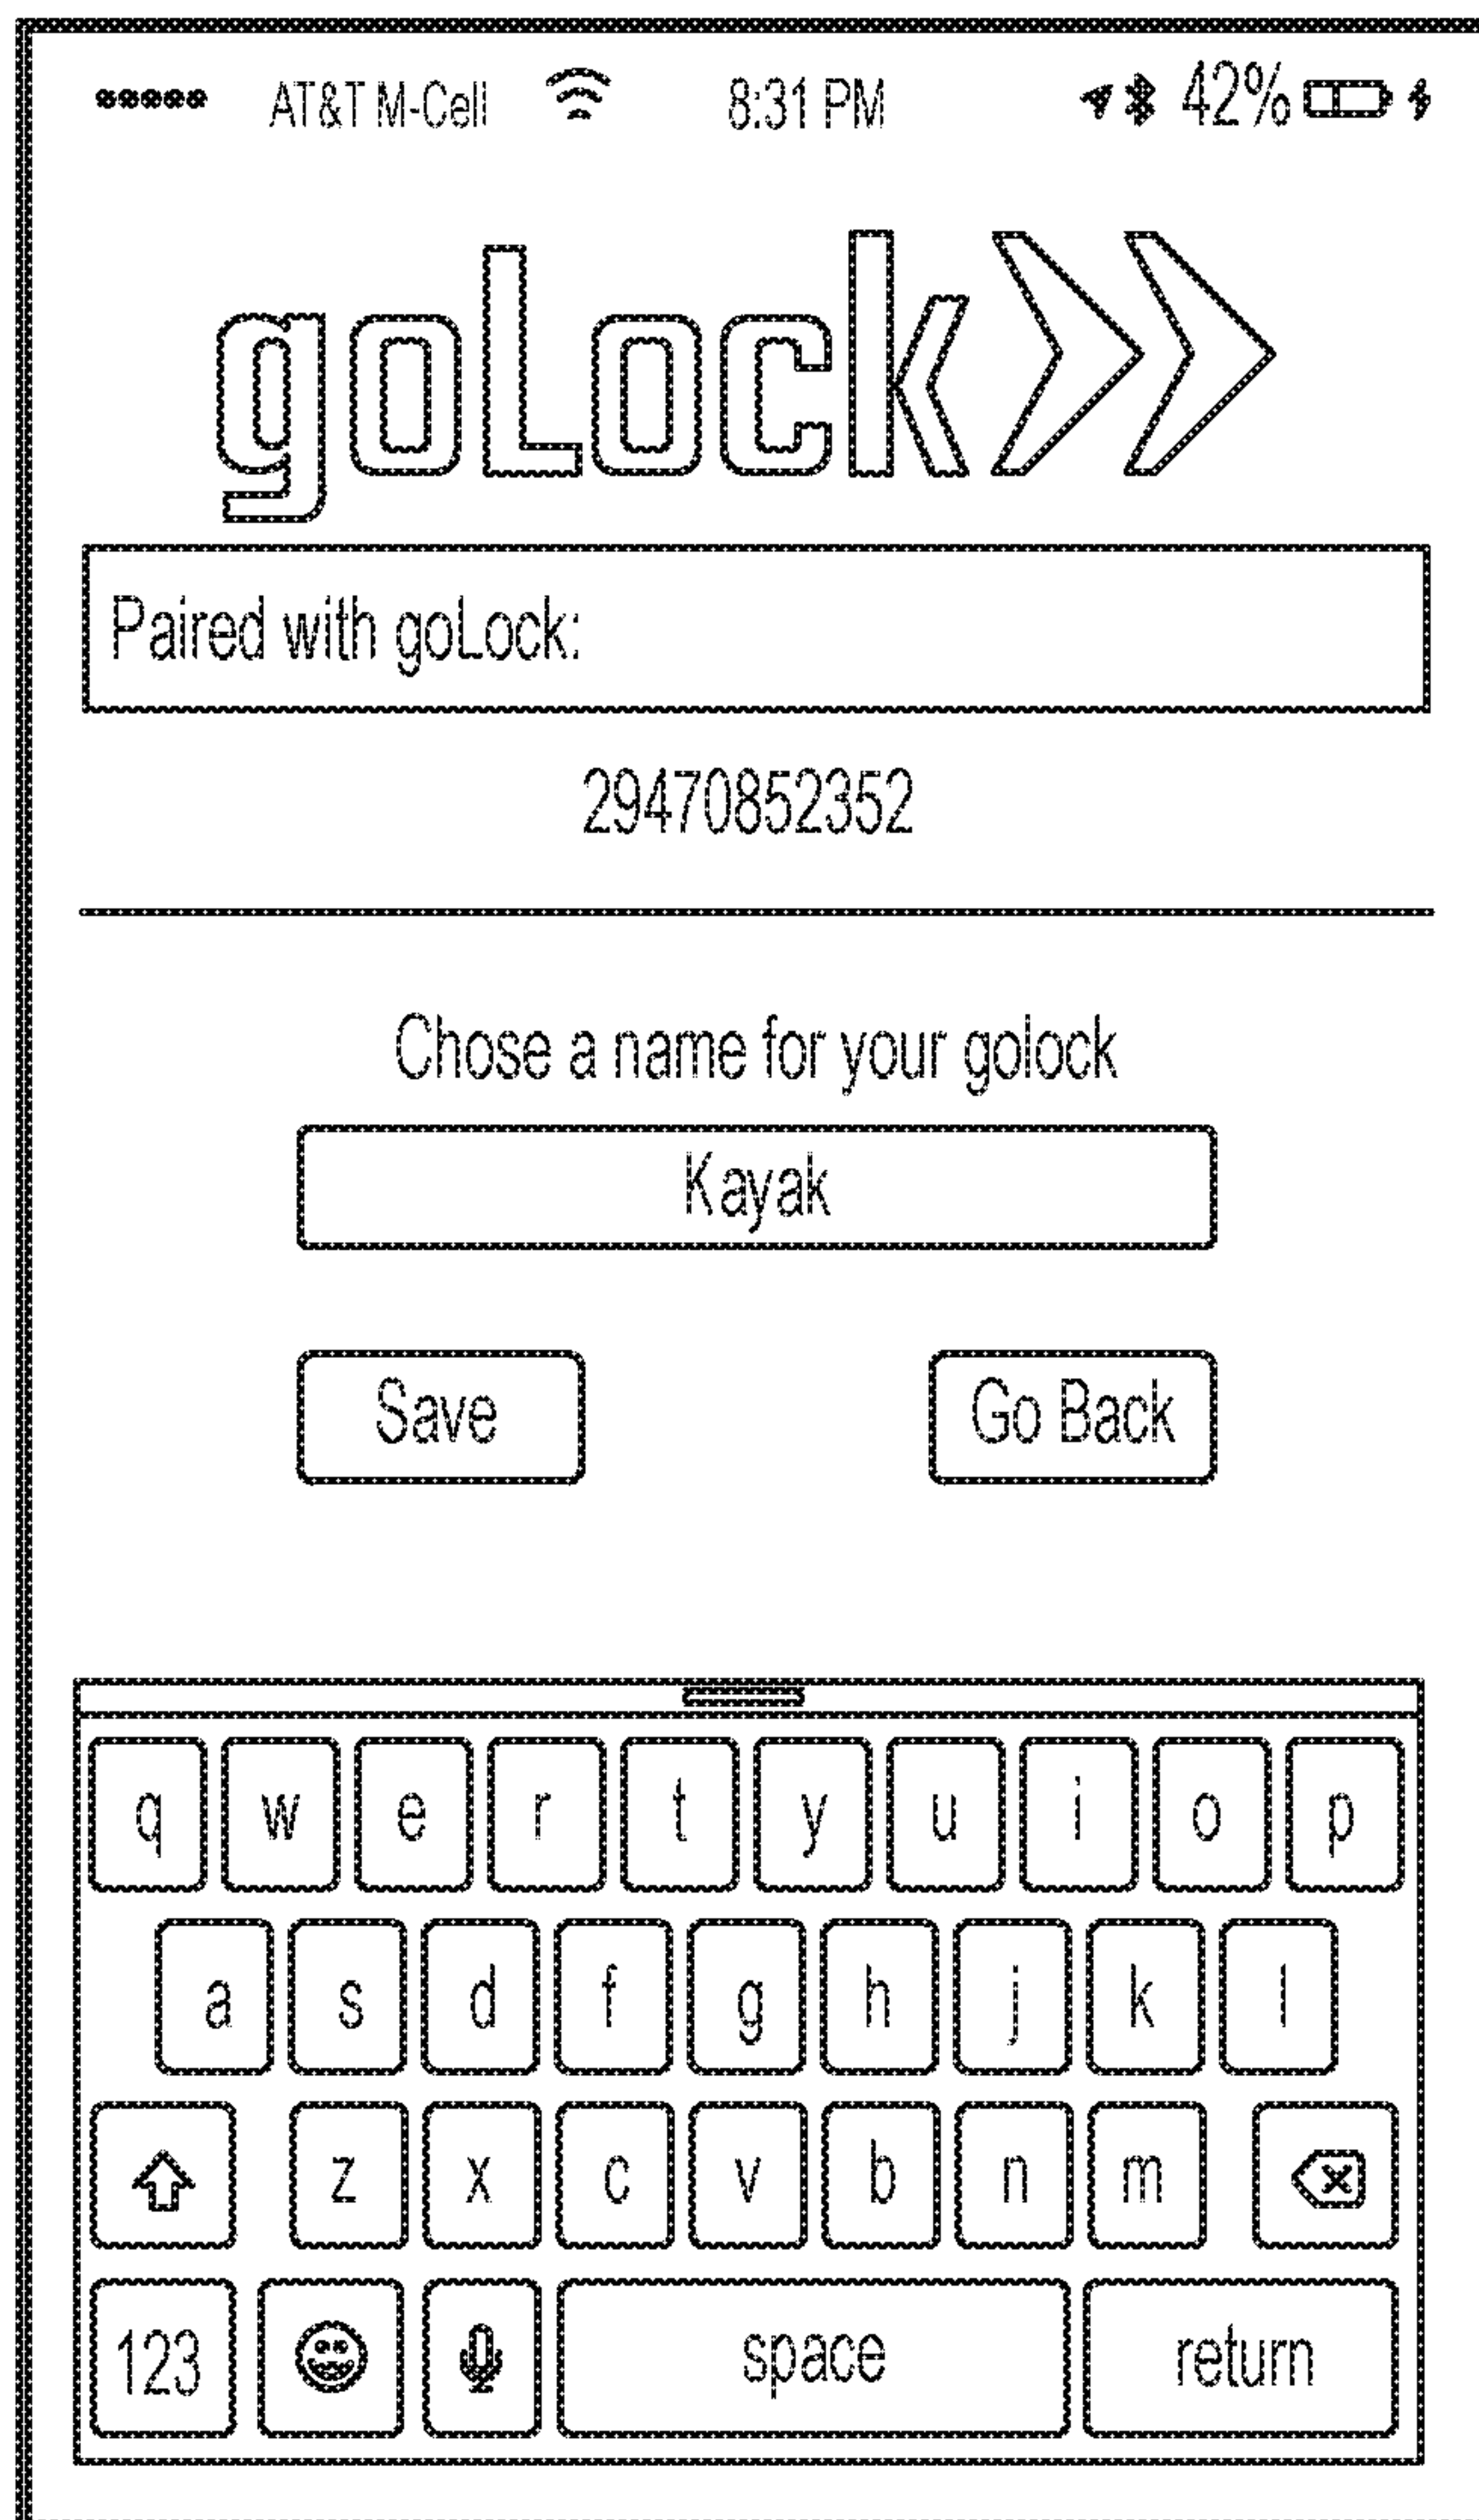 AT&T M-Cell 8:31 PM 42%
goLock
Paired with goLock:
29470852352
Chose a name for your golock
Kayak
Save Go Back
q w e r t y u i o p
a s d f g h j k l
z x c v b n m
123 space return